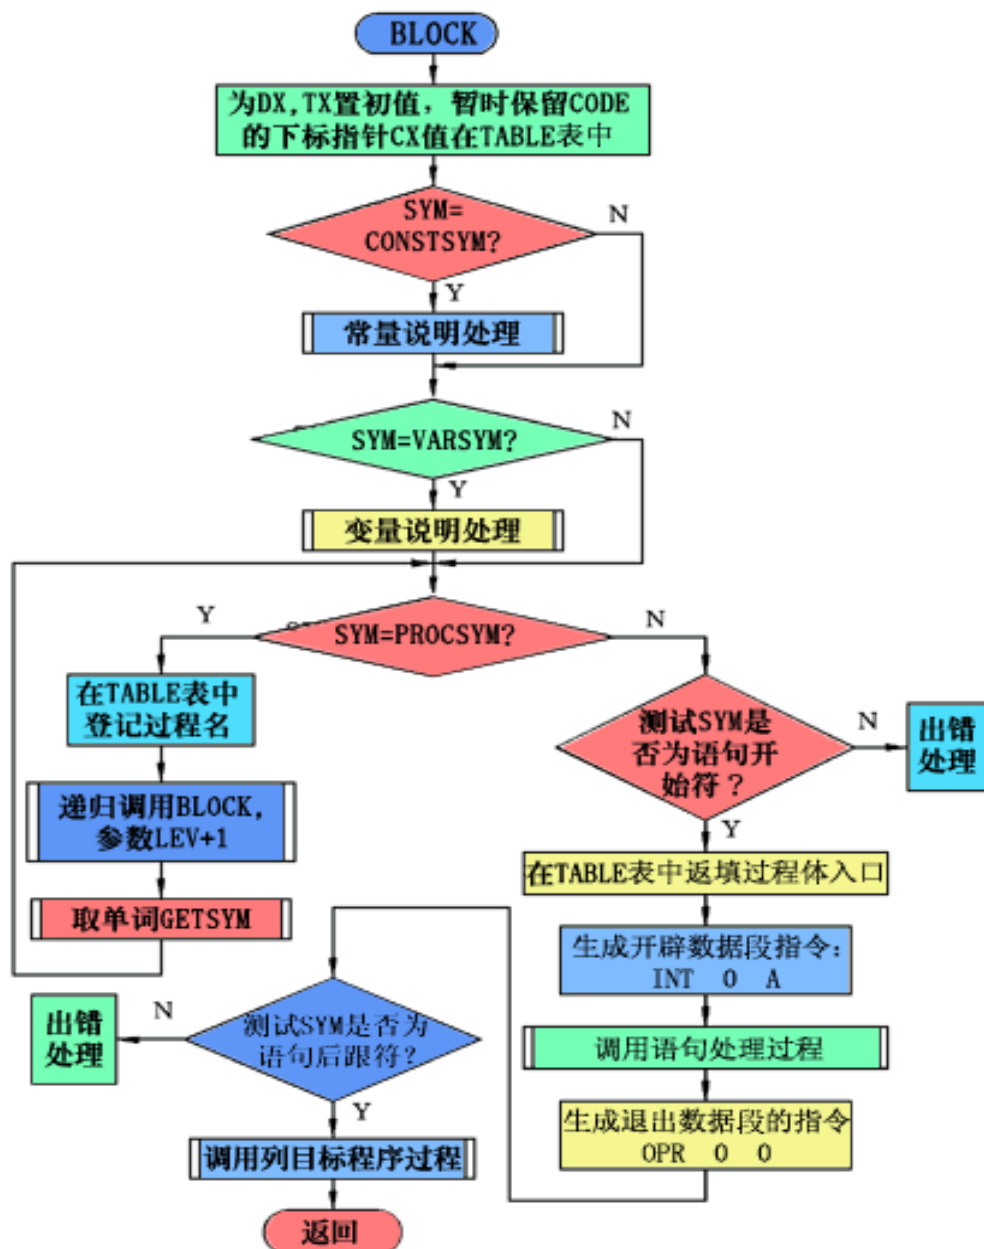 BLOCK
为DX,TX置初值，暂时保留CODE
的下标指针CX值在TABLE表中
SYM=
CONSTSYM?
N
Y
常量说明处理
SYM=VARSYM?
N
Y
变量说明处理
Y
SYM=PROCSYM?
N
在TABLE表中
登记过程名
测试SYM是
否为语句开
始符？
N
出错
处理
递归调用BLOCK，
参数LEV+1
Y
在TABLE表中返填过程体入口
取单词GETSYM
生成开辟数据段指令：
INT 0 A
出错
处理
N
测试SYM是否为
语句后跟符？
调用语句处理过程
Y
生成退出数据段的指令
OPR 0 0
调用列目标程序过程
返回